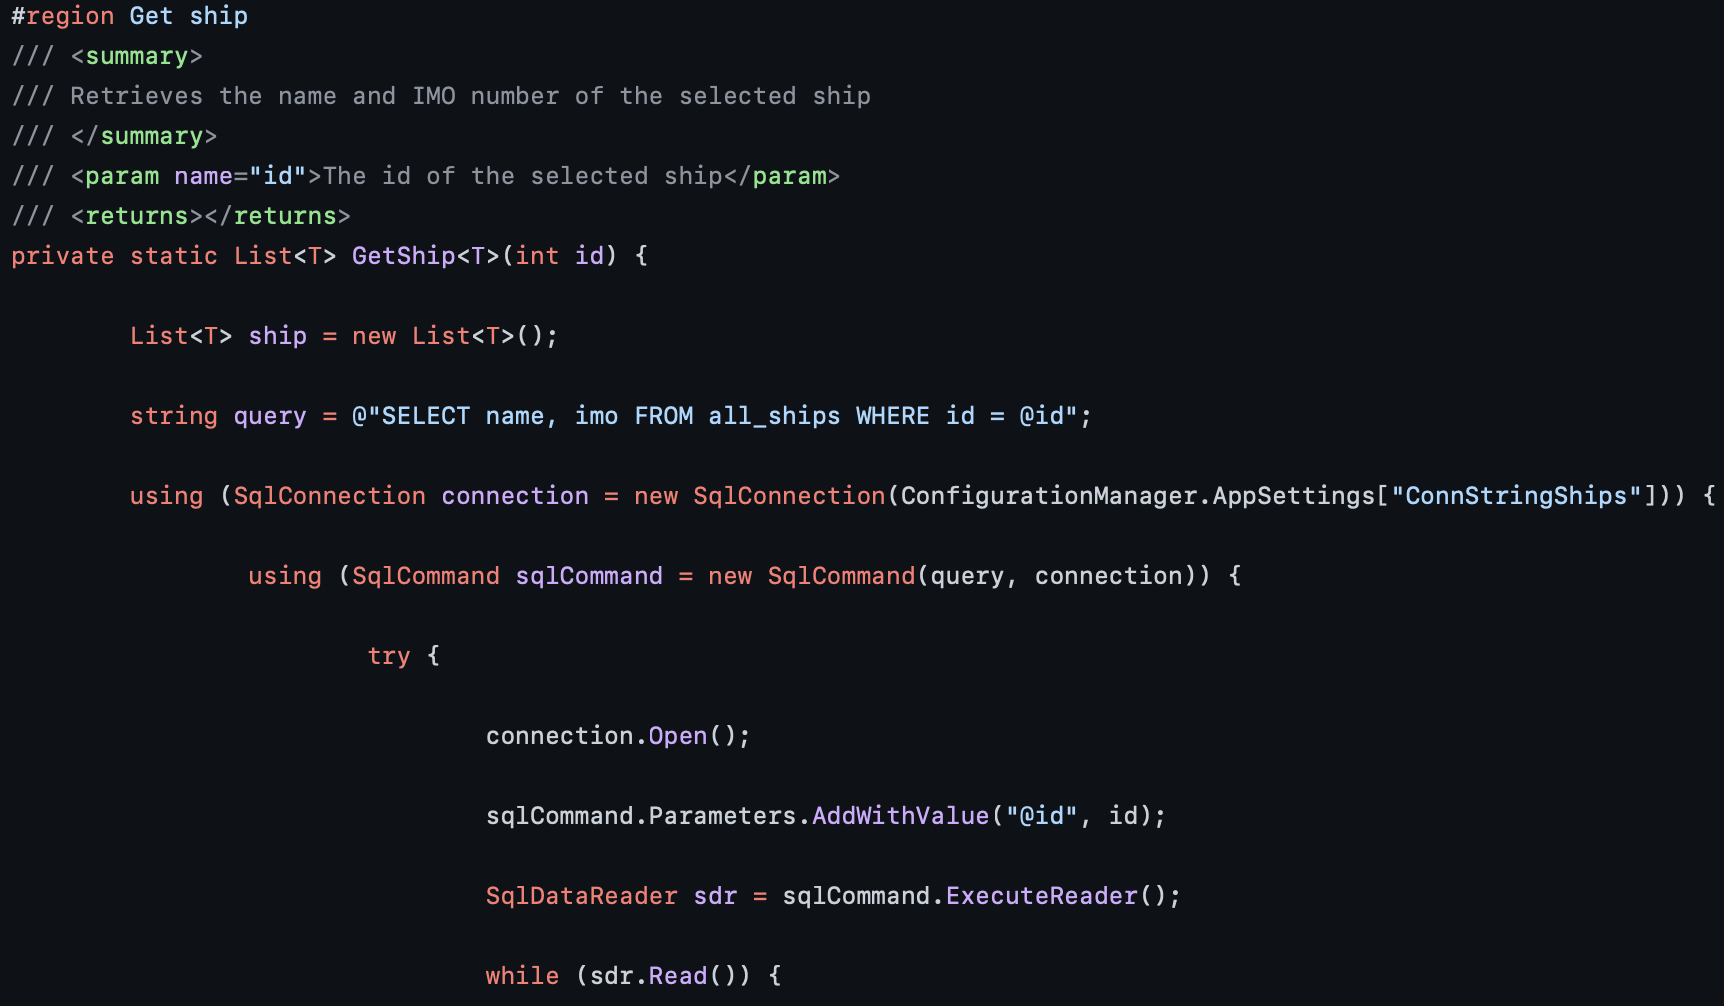 #region Get ship
/// <summary>
/// Retrieves the name and IMO number of the selected ship
/// </summary>
/// <param name="id">The id of the selected ship</param>
/// <returns></returns>
private static List<T> GetShip<T>(int id) {
List<T> ship = new List<T>();
string query = @"SELECT name, imo FROM all_ships WHERE id = @id";
using (SqlConnection connection = new SqlConnection(ConfigurationManager.AppSettings["ConnStringShips"])) {
using (SqlCommand sqlCommand = new SqlCommand(query, connection)) {
try {
connection.Open();
sqlCommand.Parameters.AddWithValue("@id", id);
SqlDataReader sdr = sqlCommand.ExecuteReader();
while (sdr.Read()) {